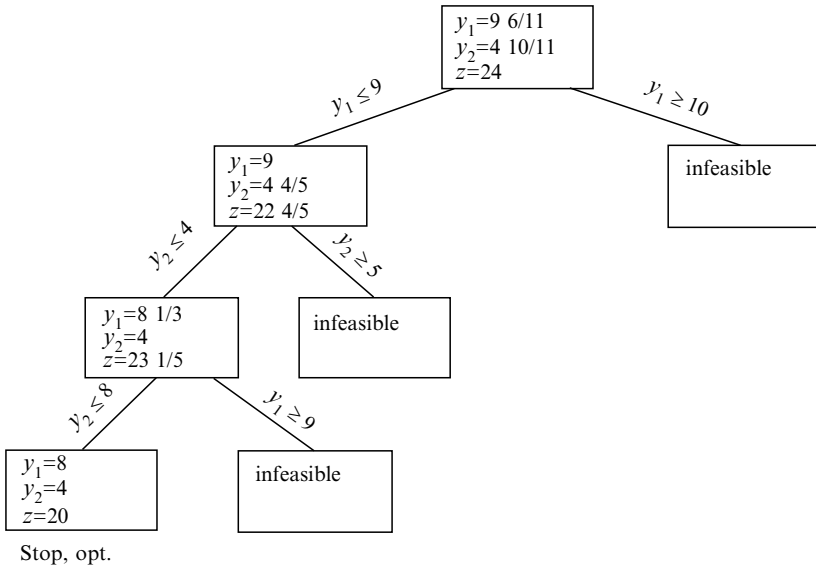 y₁=9 6/11
y₂=4 10/11
z=24
y₁ ≤ 9
y₁ ≥ 10
y₁=9
y₂=4 4/5
z=22 4/5
infeasible
y₂ ≤ 4
y₂ ≥ 5
y₁=8 1/3
y₂=4
z=23 1/5
infeasible
y₂ ≤ 8
y₁ ≥ 9
y₁=8
y₂=4
z=20
infeasible
Stop, opt.